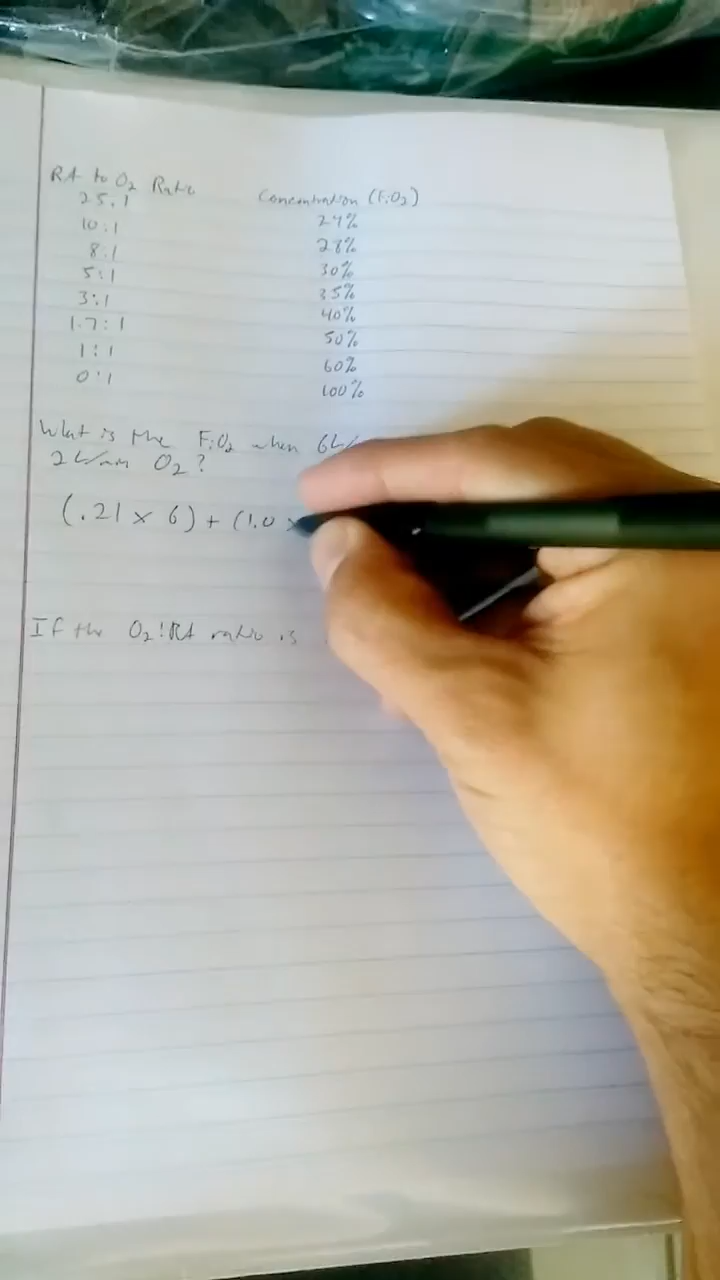 RA to O2 Ratio Concentration (FiO2)
25:1 24%
10:1 28%
8:1 30%
5:1 35%
3:1 40%
1.7:1 50%
1:1 60%
0:1 100%
What is the FiO2 when 6L/
2L/min O2?
(.21 x 6) + (1.0 x
If the O2:RA ratio is